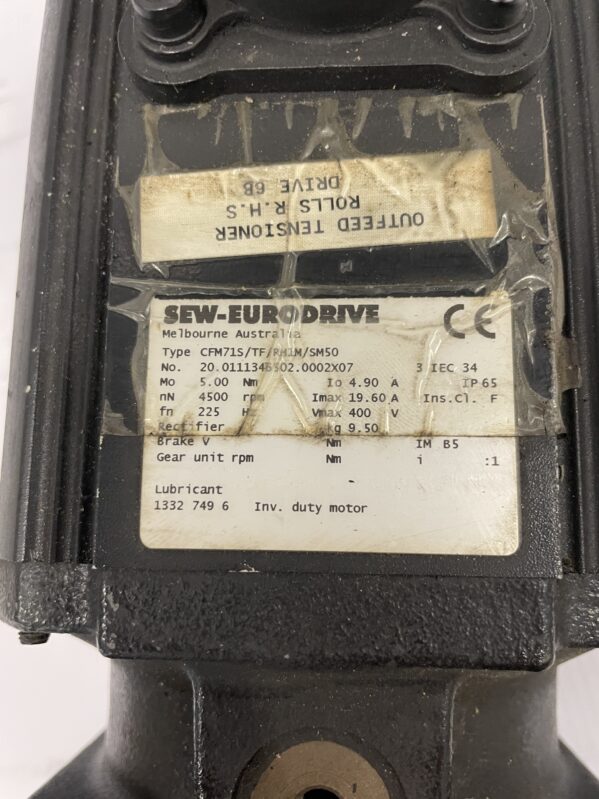 OUTFEED TENSIONER
ROLLS R.H.S
DRIVE 6B
SEW-EURODRIVE
Melbourne Australia
CE
Type CFM71S/TF/RH1M/SM50
No. 20.0111346302.0002X07 3 IEC 34
Mo 5.00 Nm Io 4.90 A IP 65
nN 4500 rpm Imax 19.60 A Ins.Cl. F
fn 225 Hz Vmax 400 V
Rectifier kg 9.50
Brake V Nm IM B5
Gear unit rpm Nm i :1
Lubricant
1332 749 6 Inv. duty motor